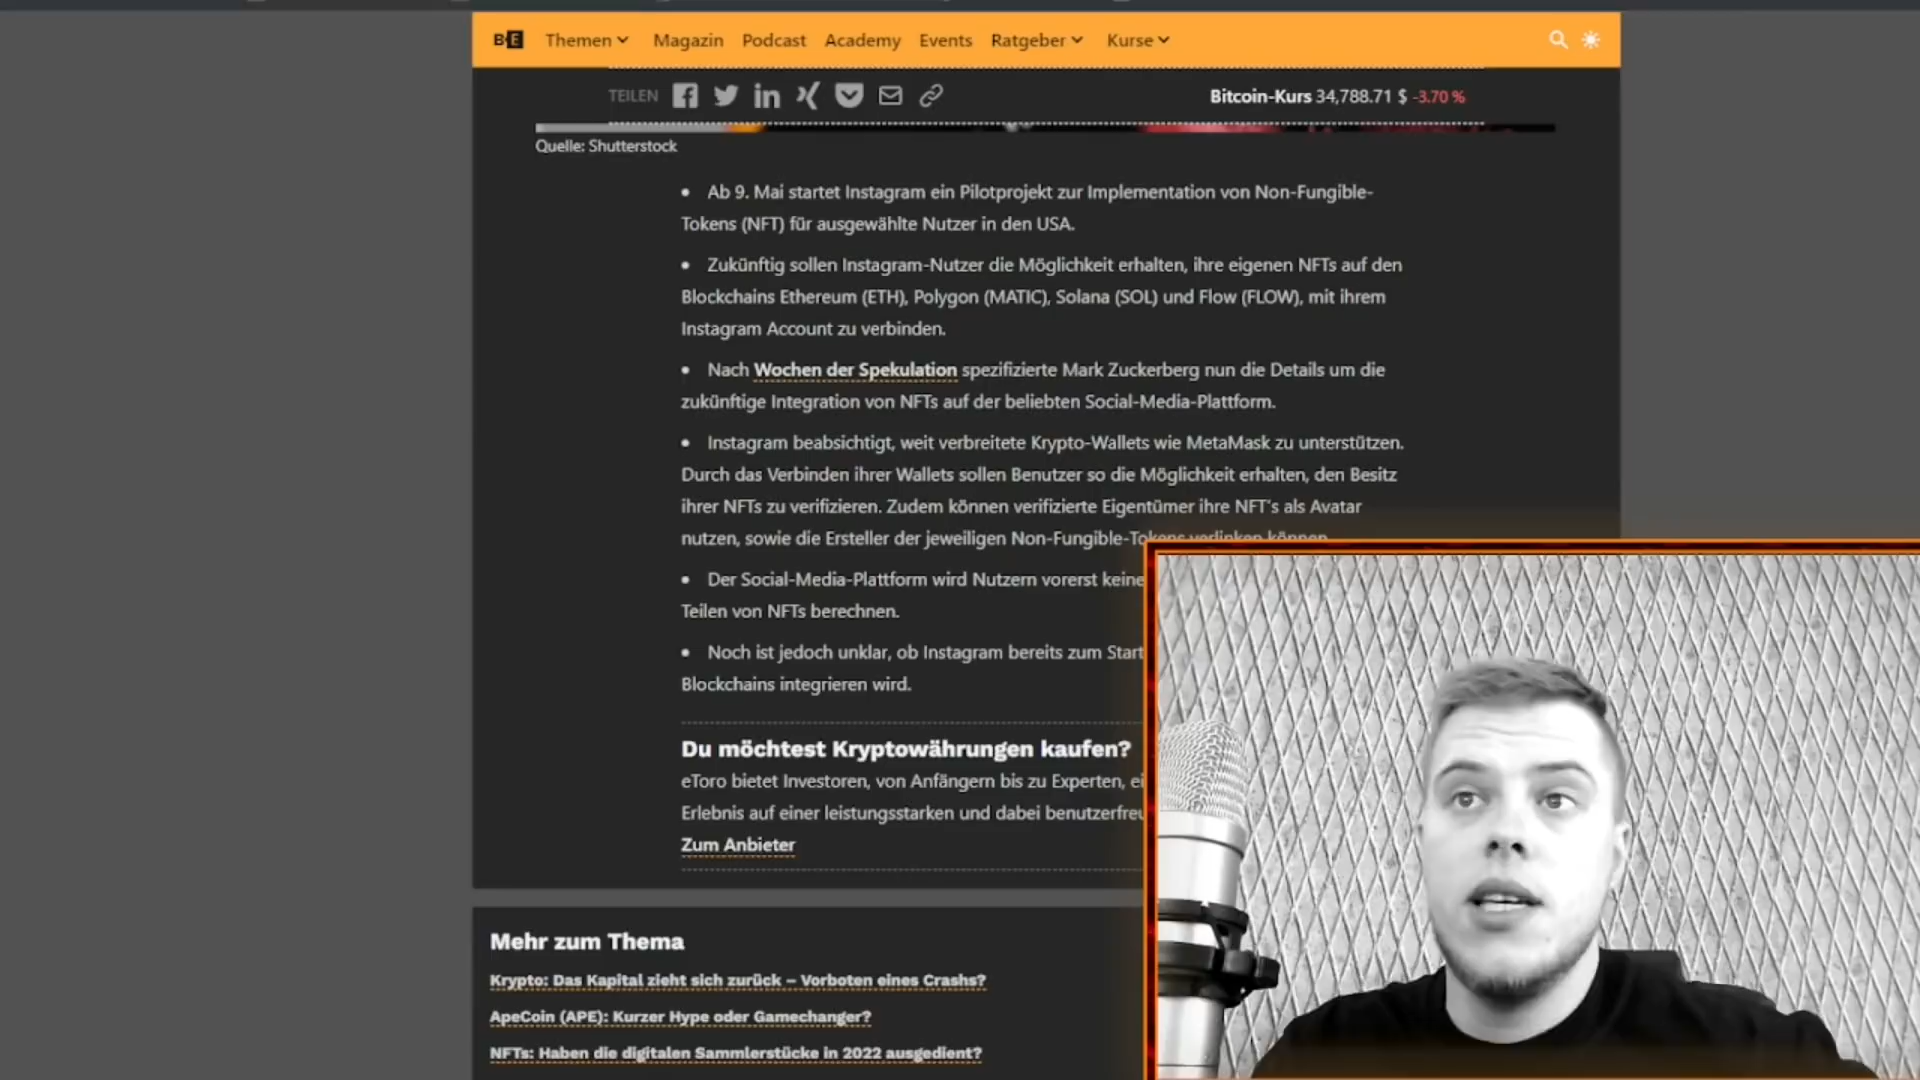 BE Themen Magazin Podcast Academy Events Ratgeber Kurse
TEILEN Bitcoin-Kurs 34,788.71 $ -3.70 %
Quelle: Shutterstock
• Ab 9. Mai startet Instagram ein Pilotprojekt zur Implementation von Non-Fungible-
Tokens (NFT) für ausgewählte Nutzer in den USA.
• Zukünftig sollen Instagram-Nutzer die Möglichkeit erhalten, ihre eigenen NFTs auf den
Blockchains Ethereum (ETH), Polygon (MATIC), Solana (SOL) und Flow (FLOW), mit ihrem
Instagram Account zu verbinden.
• Nach Wochen der Spekulation spezifizierte Mark Zuckerberg nun die Details um die
zukünftige Integration von NFTs auf der beliebten Social-Media-Plattform.
• Instagram beabsichtigt, weit verbreitete Krypto-Wallets wie MetaMask zu unterstützen.
Durch das Verbinden ihrer Wallets sollen Benutzer so die Möglichkeit erhalten, den Besitz
ihrer NFTs zu verifizieren. Zudem können verifizierte Eigentümer ihre NFT's als Avatar
nutzen, sowie die Ersteller der jeweiligen Non-Fungible-Tokens verlinken können.
• Der Social-Media-Plattform wird Nutzern vorerst keine
Teilen von NFTs berechnen.
• Noch ist jedoch unklar, ob Instagram bereits zum Start
Blockchains integrieren wird.
Du möchtest Kryptowährungen kaufen?
eToro bietet Investoren, von Anfängern bis zu Experten,
Erlebnis auf einer leistungsstarken und dabei
Zum Anbieter
Mehr zum Thema
Krypto: Das Kapital zieht sich zurück – Vorboten eines Crashs?
ApeCoin (APE): Kurzer Hype oder Gamechanger?
NFTs: Haben die digitalen Sammlerstücke in 2022 ausgedient?